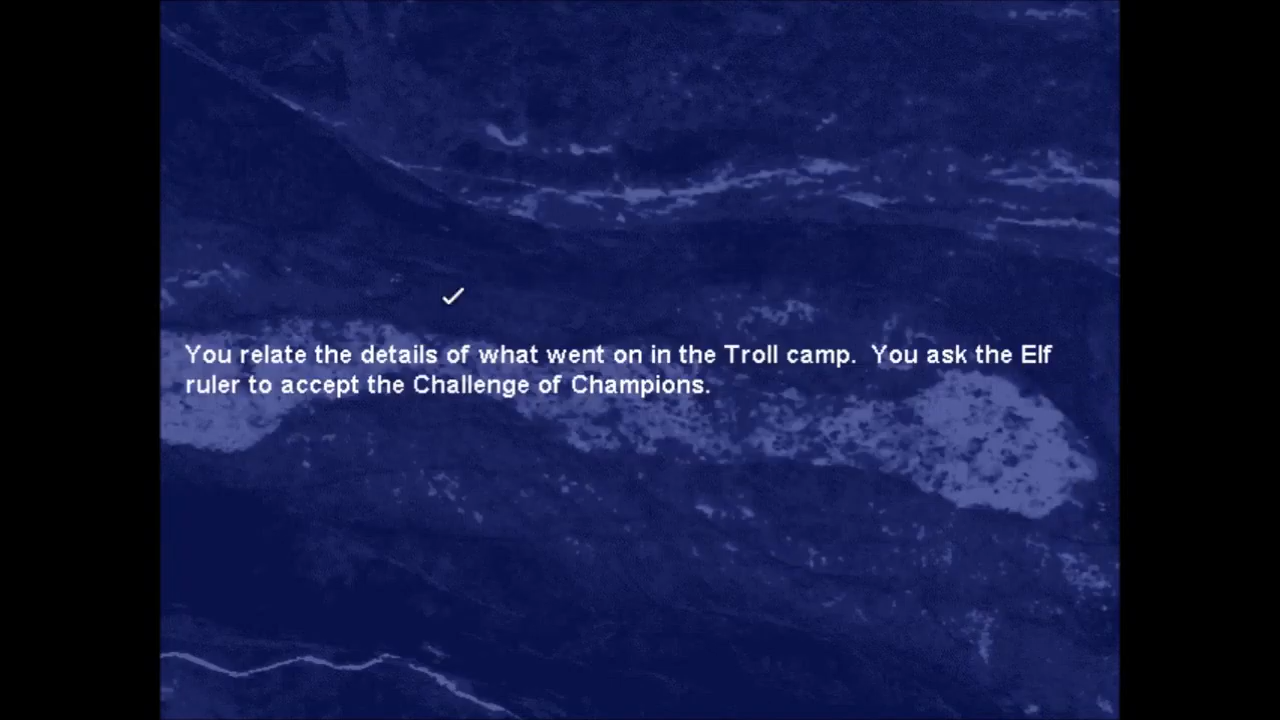 You relate the details of what went on in the Troll camp.  You ask the Elf
ruler to accept the Challenge of Champions.